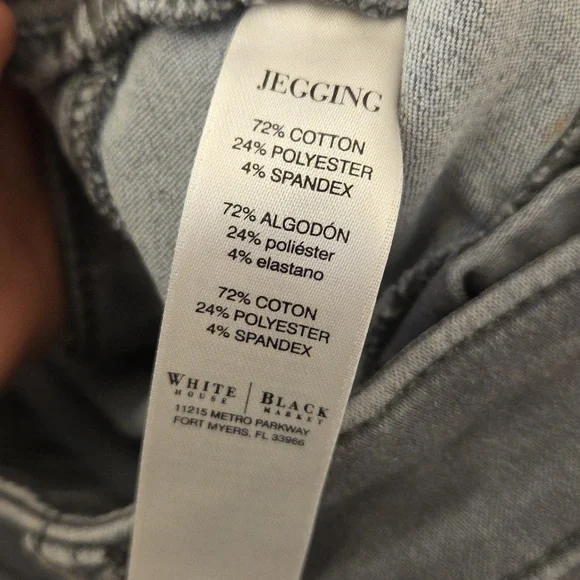 JEGGING
72% COTTON
24% POLYESTER
4% SPANDEX
72% ALGODÓN
24% poliéster
4% elastano
72% COTON
24% POLYESTER
4% SPANDEX
WHITE HOUSE | BLACK MARKET
11215 METRO PARKWAY
FORT MYERS, FL 33966